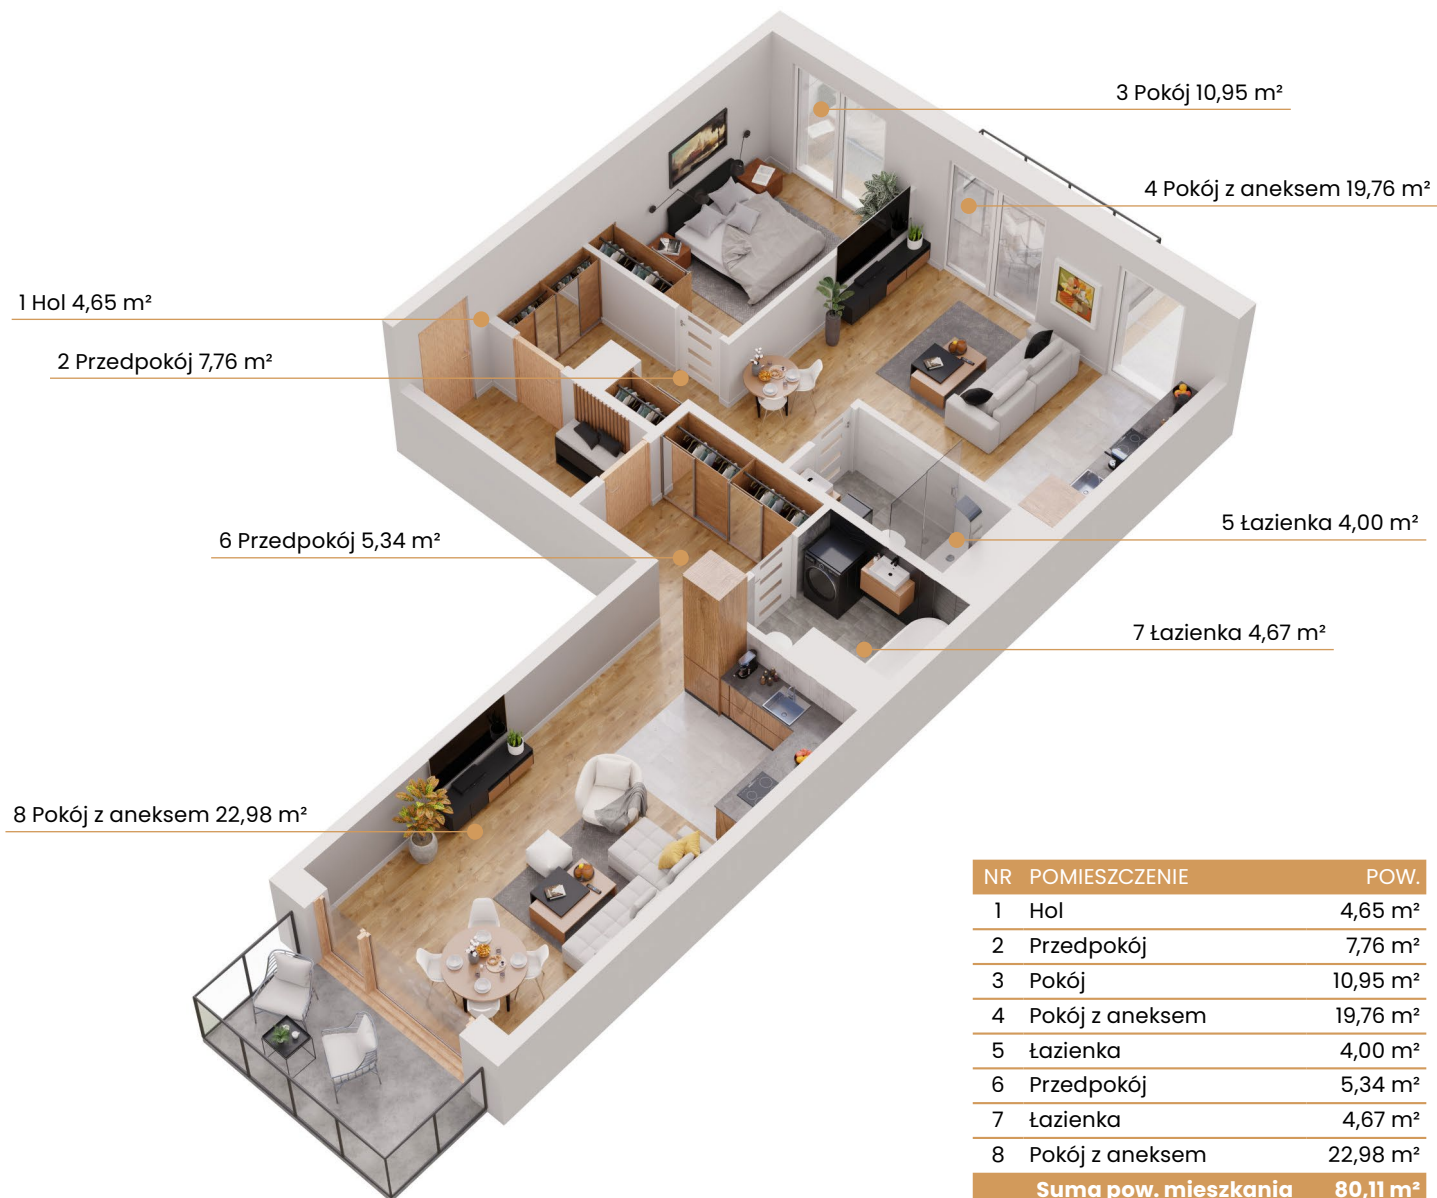 3 Pokój 10,95 m²
4 Pokój z aneksem 19,76 m²
1 Hol 4,65 m²
2 Przedpokój 7,76 m²
5 Łazienka 4,00 m²
6 Przedpokój 5,34 m²
7 Łazienka 4,67 m²
8 Pokój z aneksem 22,98 m²
NR POMIESZCZENIE POW.
1 Hol 4,65 m²
2 Przedpokój 7,76 m²
3 Pokój 10,95 m²
4 Pokój z aneksem 19,76 m²
5 Łazienka 4,00 m²
6 Przedpokój 5,34 m²
7 Łazienka 4,67 m²
8 Pokój z aneksem 22,98 m²
Suma pow. mieszkania 80,11 m²